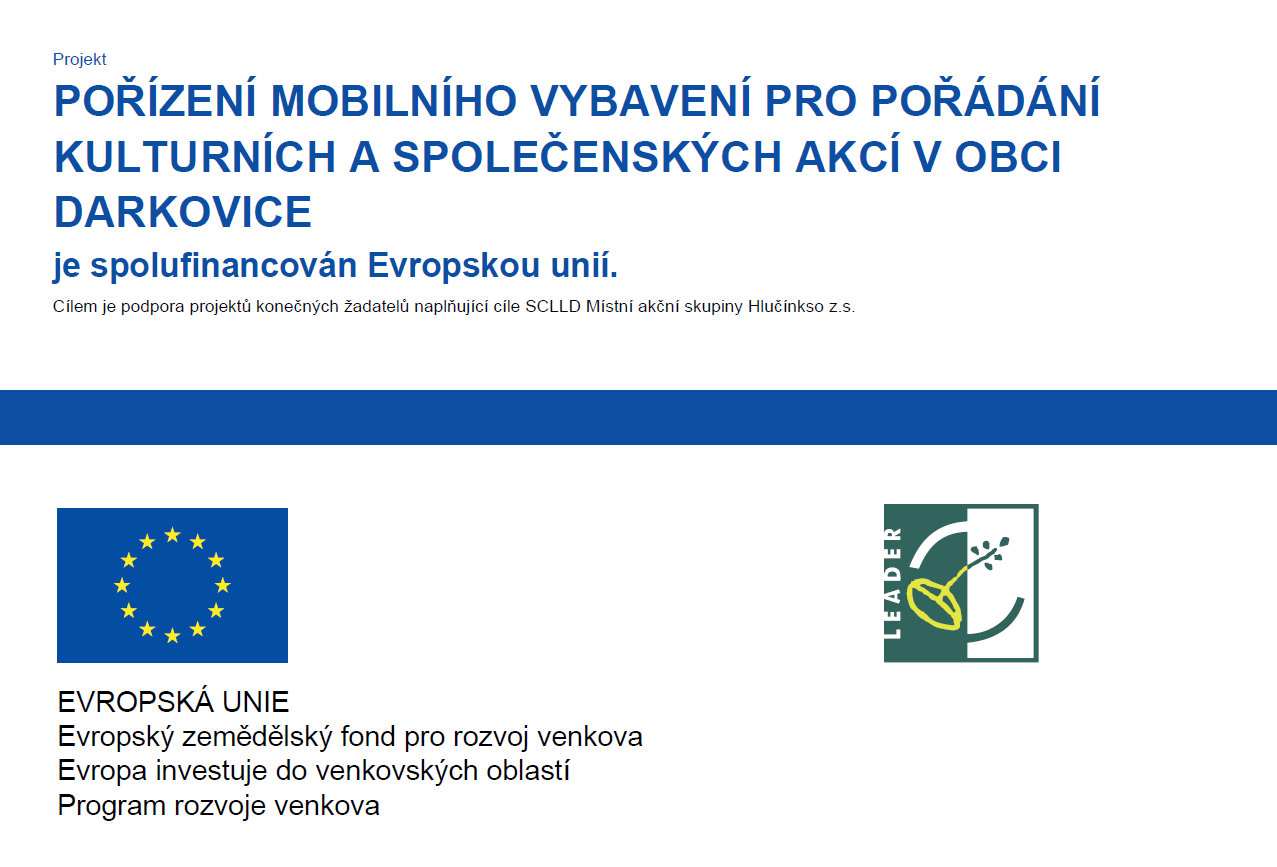 Projekt
POŘÍZENÍ MOBILNÍHO VYBAVENÍ PRO POŘÁDÁNÍ
KULTURNÍCH A SPOLEČENSKÝCH AKCÍ V OBCI
DARKOVICE
je spolufinancován Evropskou unií.
Cílem je podpora projektů konečných žadatelů naplňující cíle SCLLD Místní akční skupiny Hlučínkso z.s.
LEADER
EVROPSKÁ UNIE
Evropský zemědělský fond pro rozvoj venkova
Evropa investuje do venkovských oblastí
Program rozvoje venkova